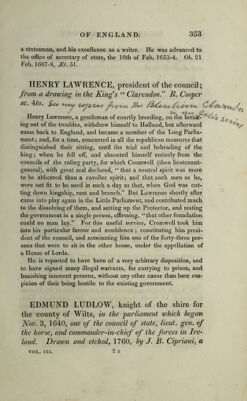 OF ENGLAND. 353
a statesman, and his excellence as a writer. He was advanced to
the office of secretary, of the state, the 10th of Feb. 1653-4. Ob. 21
Feb. 1667-8, Æt. 51.
HENRY LAWRENCE, president of the council;
from a drawing in the King's "Clarendon." R. Cooper
sc. 4to. See my copies from the Blenheim Clarendon
in this series
Henry Lawrence, a gentleman of courtly breeding, on the break-
ing out of the troubles, withdrew himself to Holland, but afterward
came back to England, and became a member of the Long Parlia-
ment; and, for a time, concurred in all the republican measures that
distinguished their sitting, until the trial and beheading of the
king; when he fell off, and absented himself entirely from the
councils of the ruling party, for which Cromwell (then lieutenant-
general), with great zeal declared, "that a neutral spirit was more
to be abhorred than a cavalier spirit; and that such men as he,
were not fit to be used in such a day as that, when God was cut-
ting down kingship, root and branch." But Lawrence shortly after
came into play again in the Little Parliament, and contributed much
to the dissolving of them, and setting up the Protector, and resting
the government in a single person, affirming, "that other foundation
could no men lay." For this useful service, Cromwell took him
into his particular favour and confidence; constituting him presi-
dent of the council, and nominating him one of the forty-three per-
sons that were to sit in the other house, under the appellation of
a House of Lords.
He is reported to have been of a very arbitrary disposition, and
to have signed many illegal warrants, for carrying to prison, and
banishing innocent persons, without any other cause than bare sus-
picion of their being hostile to the existing government.
EDMUND LUDLOW, knight of the shire for
the county of Wilts, in the parliament which began
Nov. 3, 1640, one of the council of state, lieut. gen. of
the horse, and commander-in-chief of the forces in Ire-
land. Drawn and etched, 1760, by J. B. Cipriani, a
VOL. III. 2 z